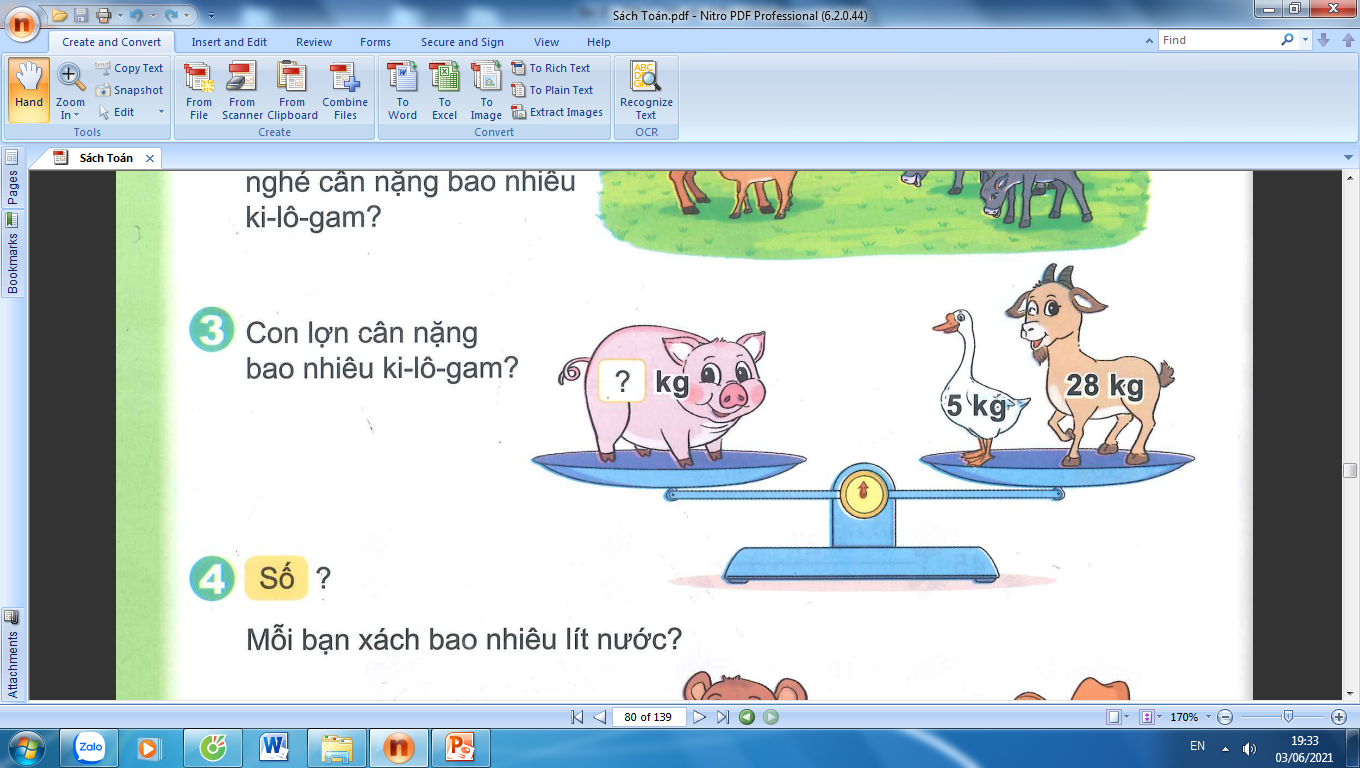 Sách Toán.pdf - Nitro PDF Professional (6.2.0.44)
Create and Convert Insert and Edit Review Forms Secure and Sign View Help
Find
Hand
Zoom In
Copy Text
Snapshot
Edit
Tools
From File
From Scanner
From Clipboard
Combine Files
Create
To Word
To Excel
To Image
To Rich Text
To Plain Text
Extract Images
Convert
Recognize Text
OCR
Sách Toán
Pages
Bookmarks
Attachments
nghé cân nặng bao nhiêu
ki-lô-gam?
3 Con lợn cân nặng
bao nhiêu ki-lô-gam?
? kg
5 kg
28 kg
4 Số ?
Mỗi bạn xách bao nhiêu lít nước?
80 of 139
170%
Zalo
EN
19:33
03/06/2021